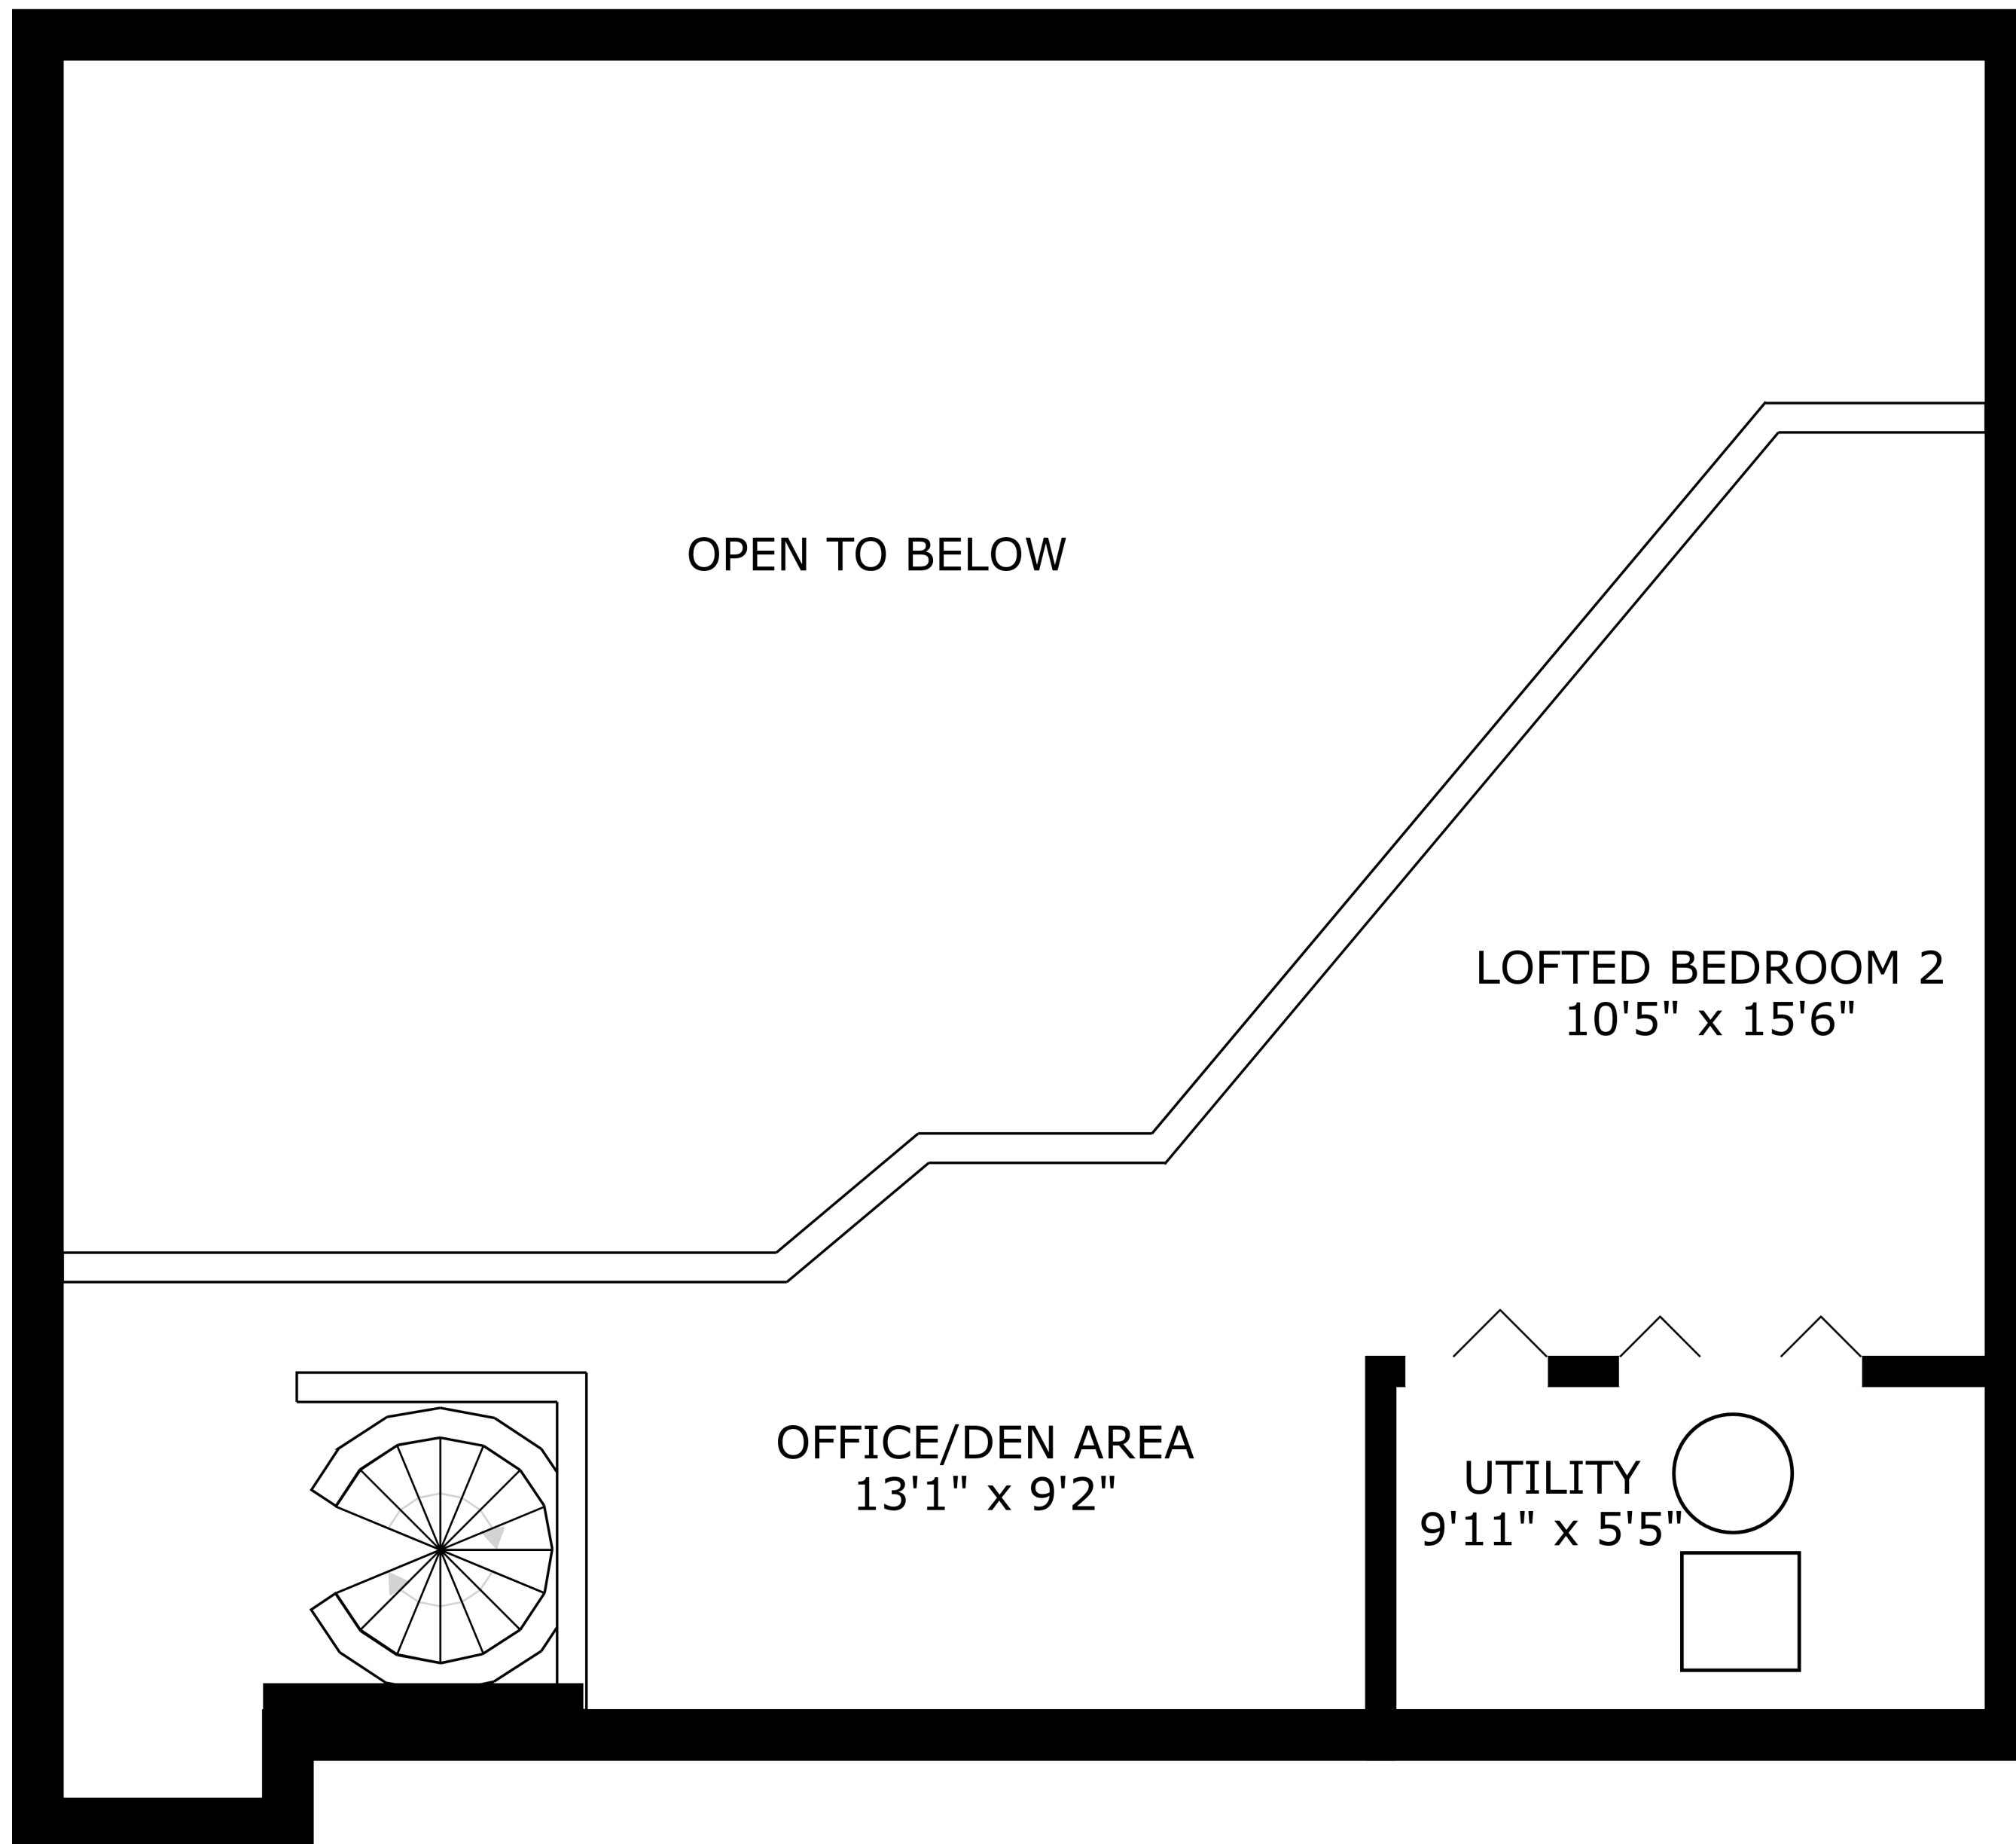 OPEN TO BELOW
LOFTED BEDROOM 2
10'5" x 15'6"
OFFICE/DEN AREA
13'1" x 9'2"
UTILITY
9'11" x 5'5"